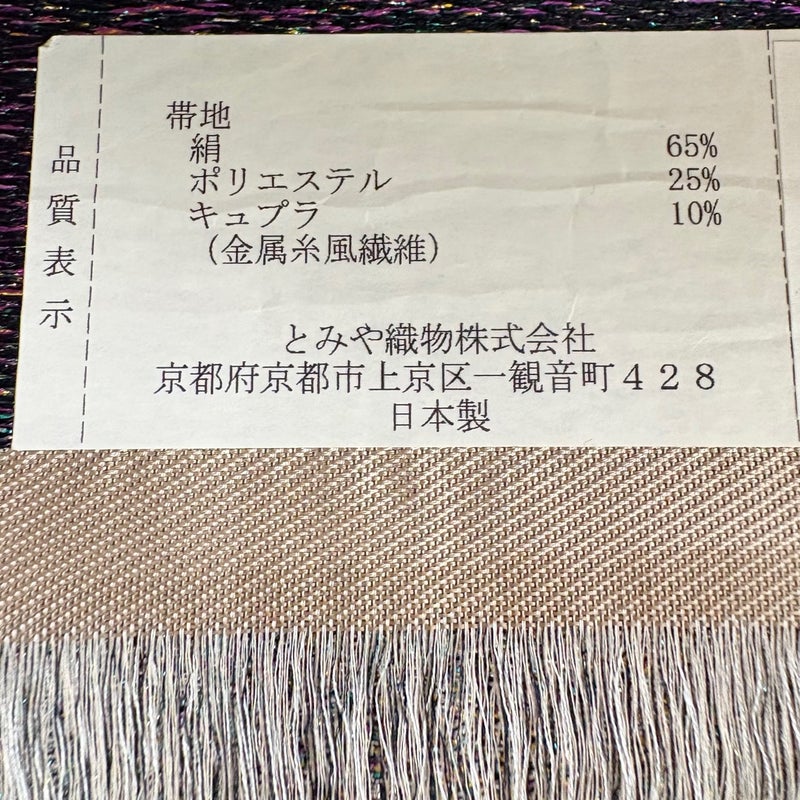 品質表示
帯地
絹 65%
ポリエステル 25%
キュプラ 10%
(金属糸風繊維)
とみや織物株式会社
京都府京都市上京区一観音町428
日本製